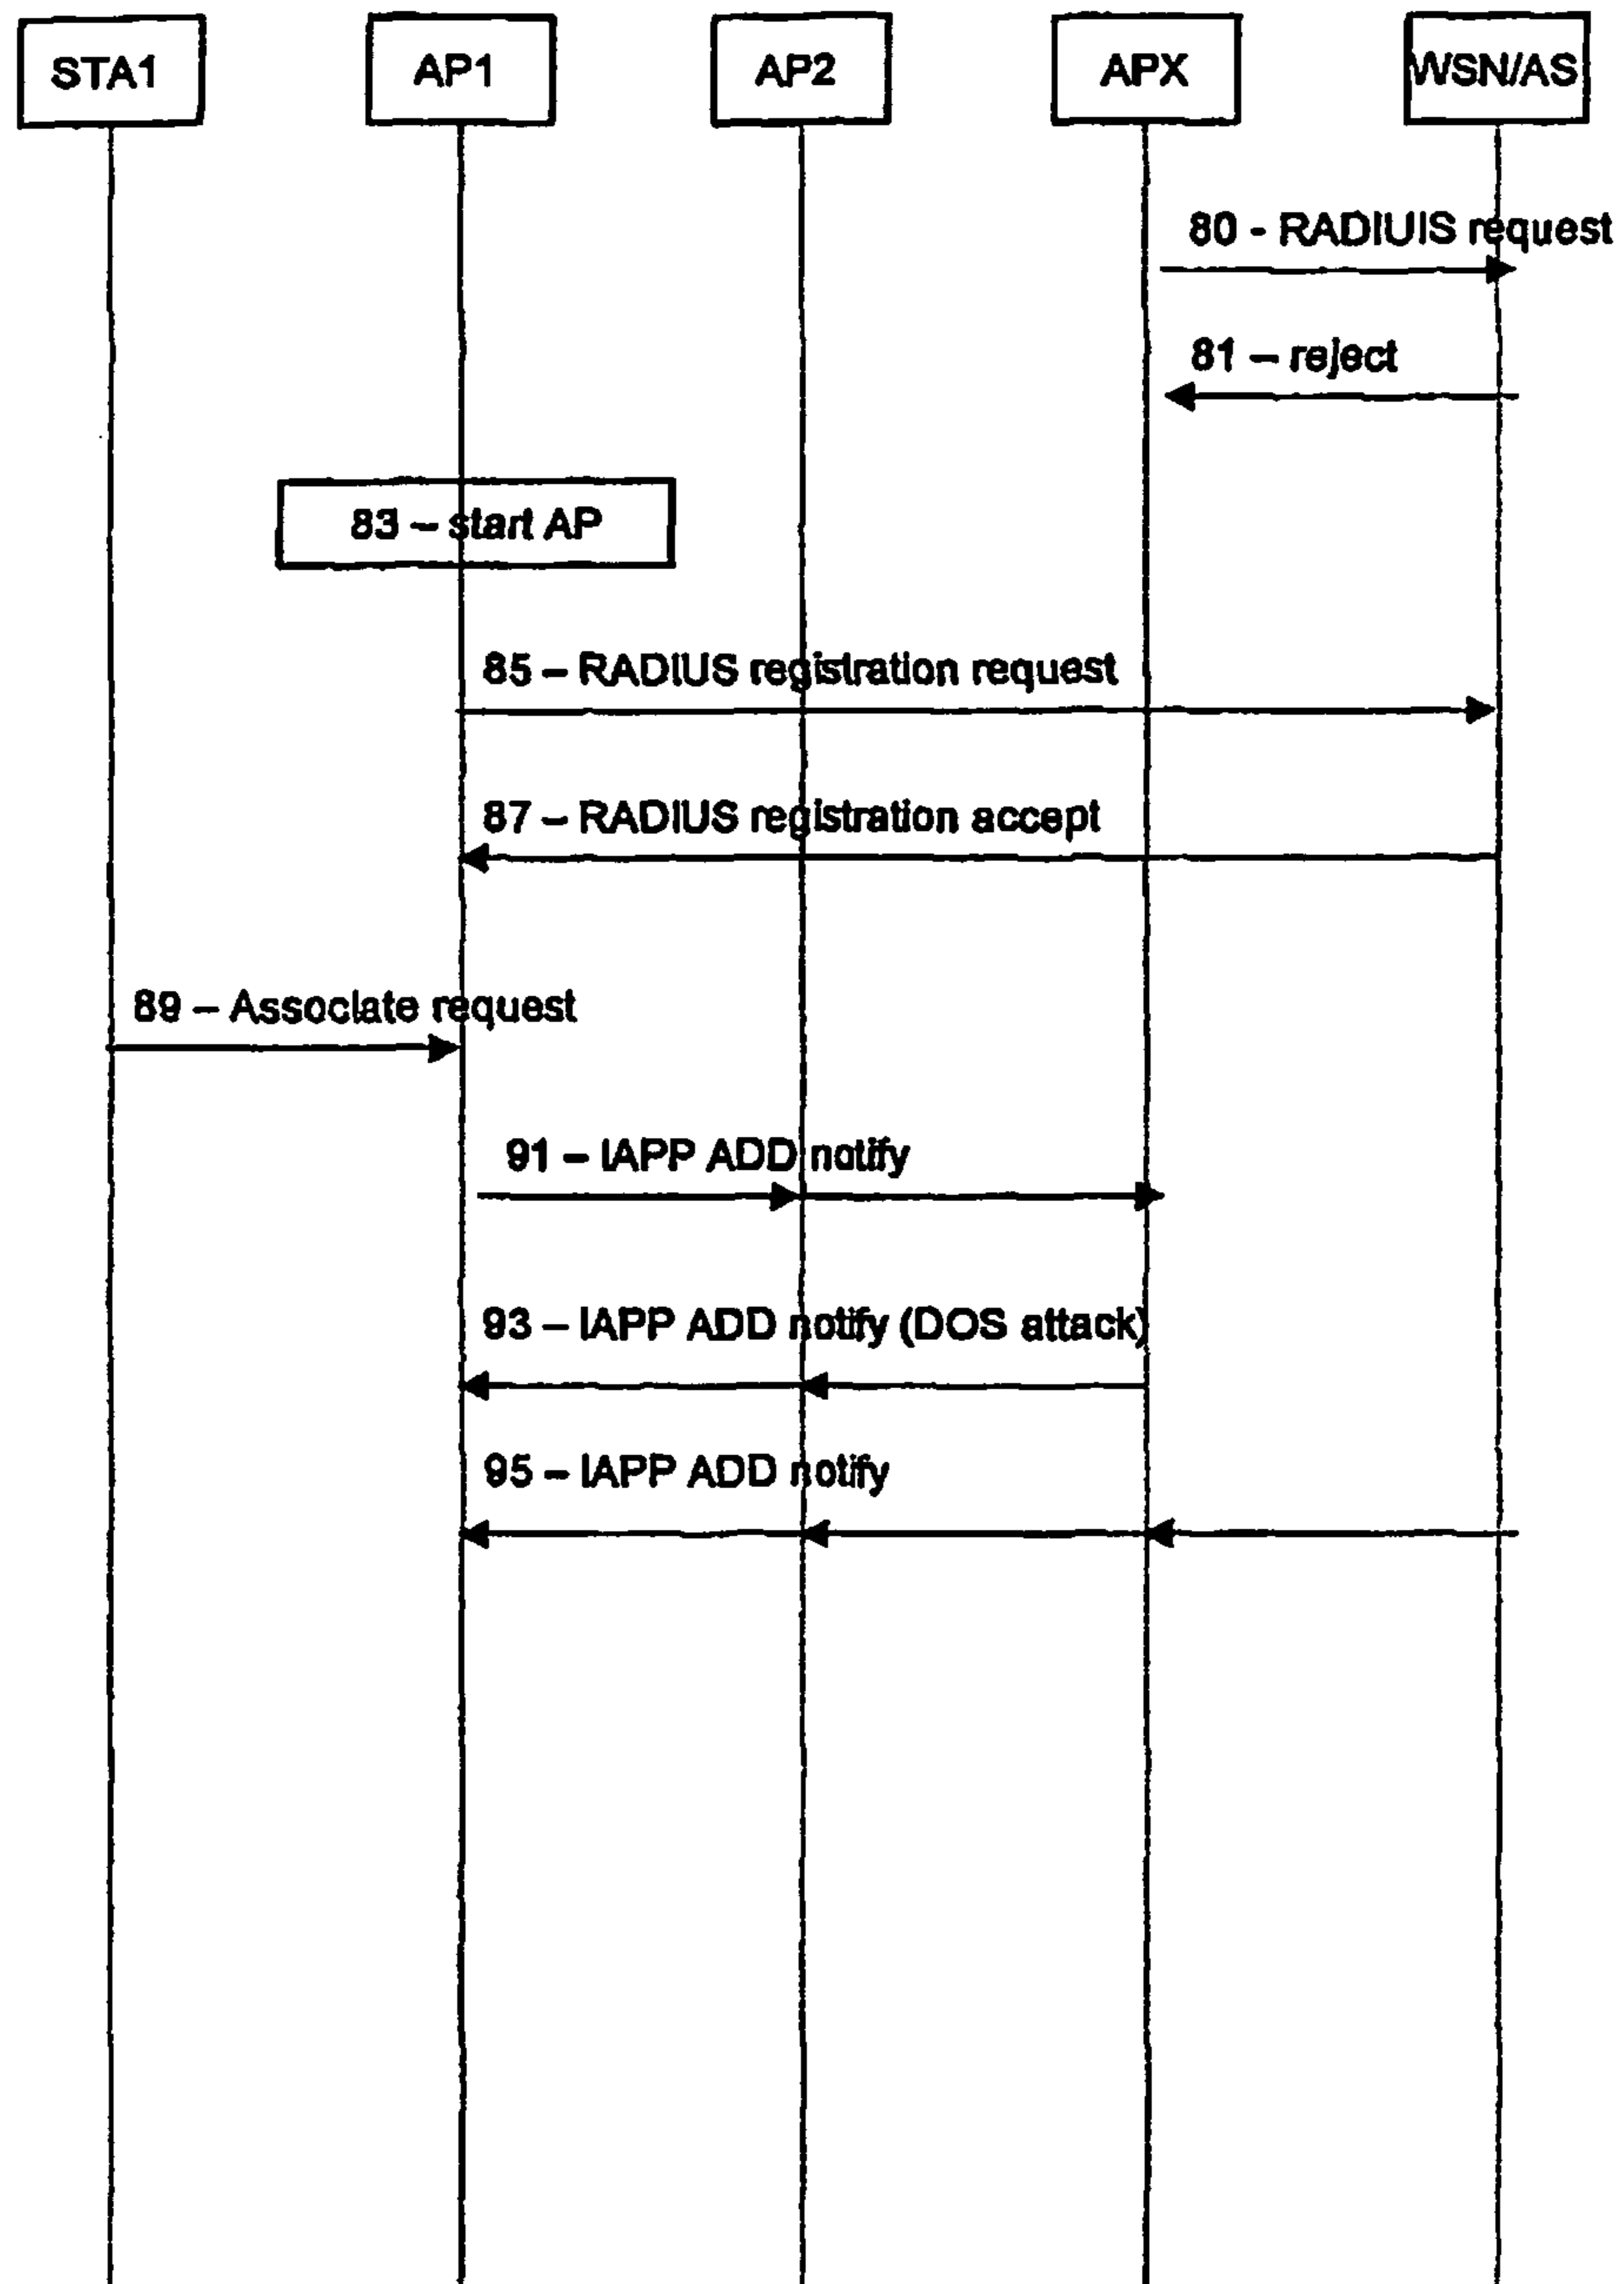 STA1
AP1
AP2
APX
WSN/AS
80 - RADIUIS request
81 – reject
83 – start AP
85 – RADIUS registration request
87 – RADIUS registration accept
89 – Associate request
91 – IAPP ADD notify
93 – IAPP ADD notify (DOS attack)
95 – IAPP ADD notify